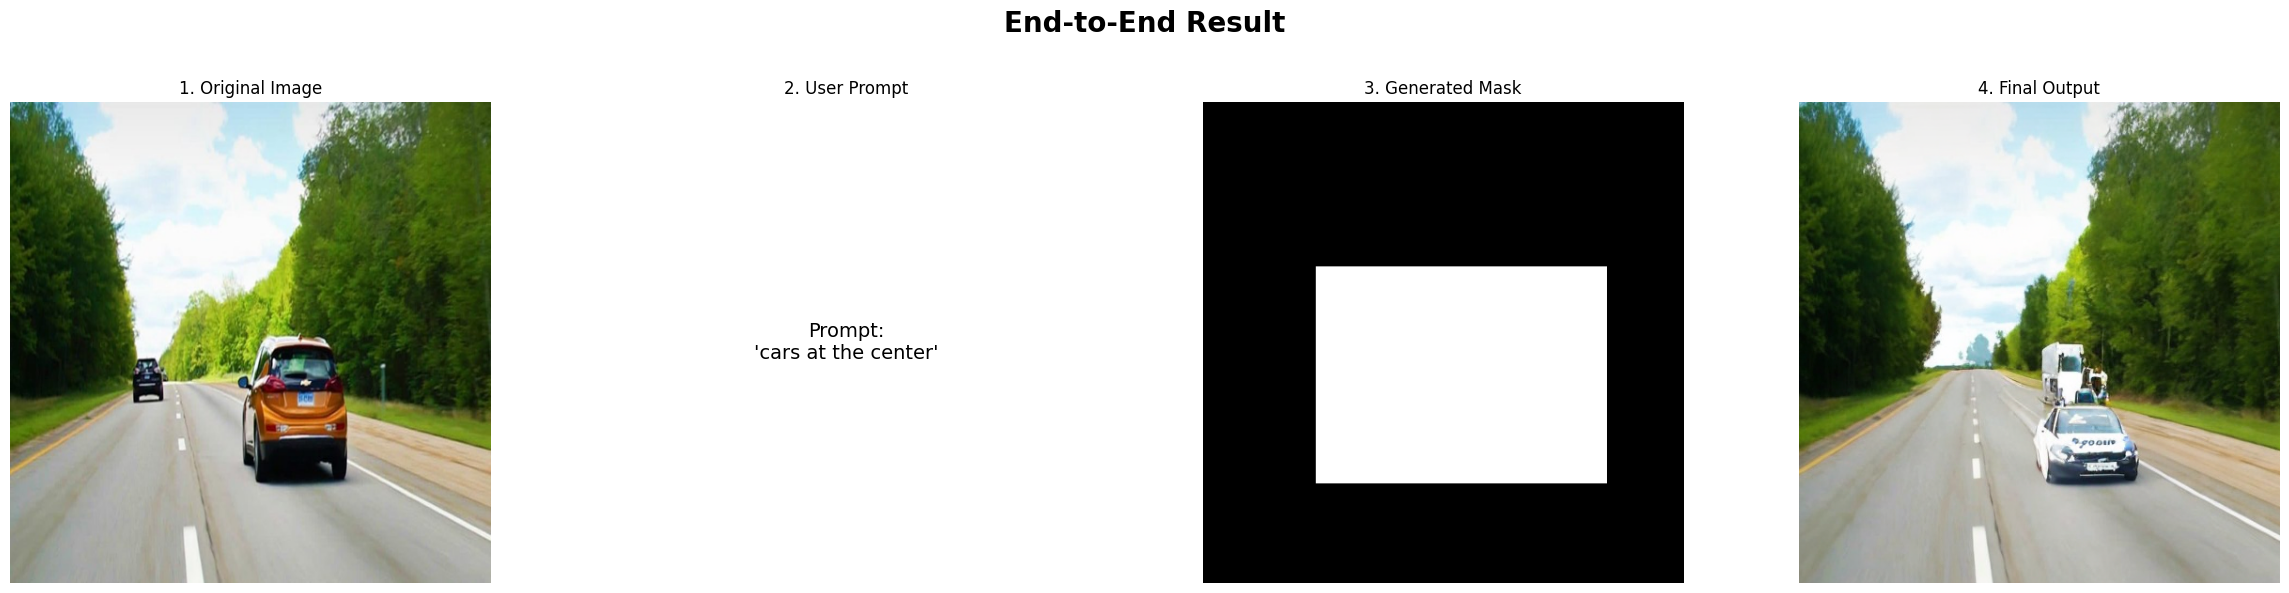 End-to-End Result
1. Original Image
2. User Prompt
3. Generated Mask
4. Final Output
Prompt:
'cars at the center'